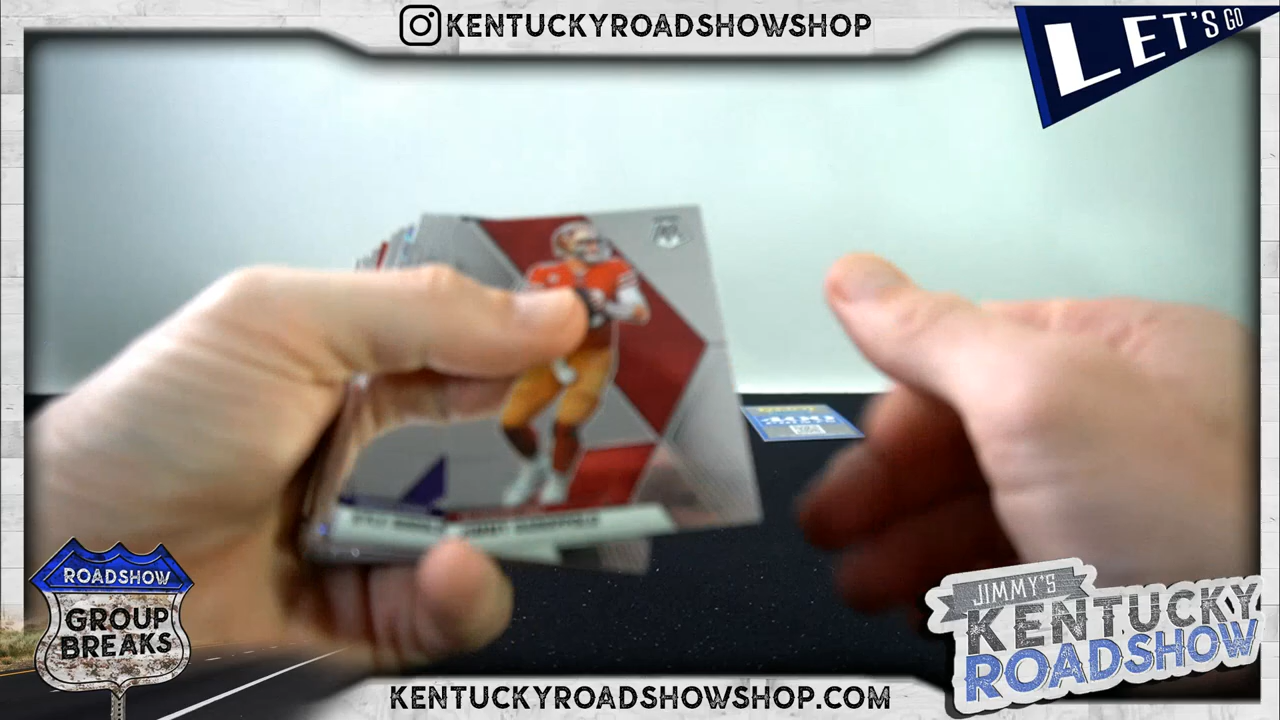 KENTUCKYROADSHOWSHOP
LET'S GO
ROADSHOW
GROUP
BREAKS
JIMMY'S
KENTUCKY
ROADSHOW
KENTUCKYROADSHOWSHOP.COM